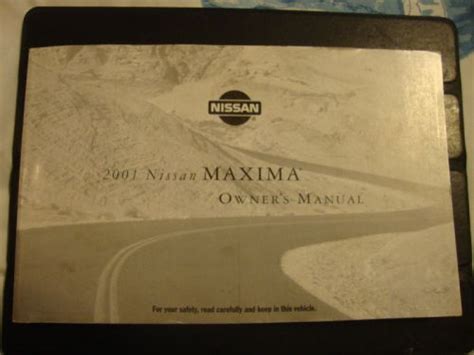 NISSAN
2001 Nissan MAXIMA
OWNER'S MANUAL
For your safety, read carefully and keep in this vehicle.